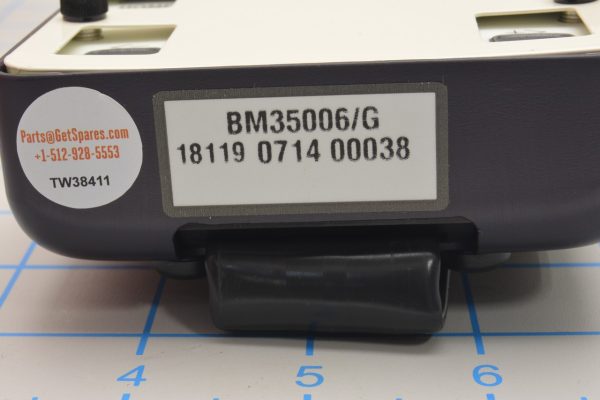 Parts@GetSpares.com
+1-512-928-5553
TW38411
BM35006/G
18119 0714 00038
4 5 6